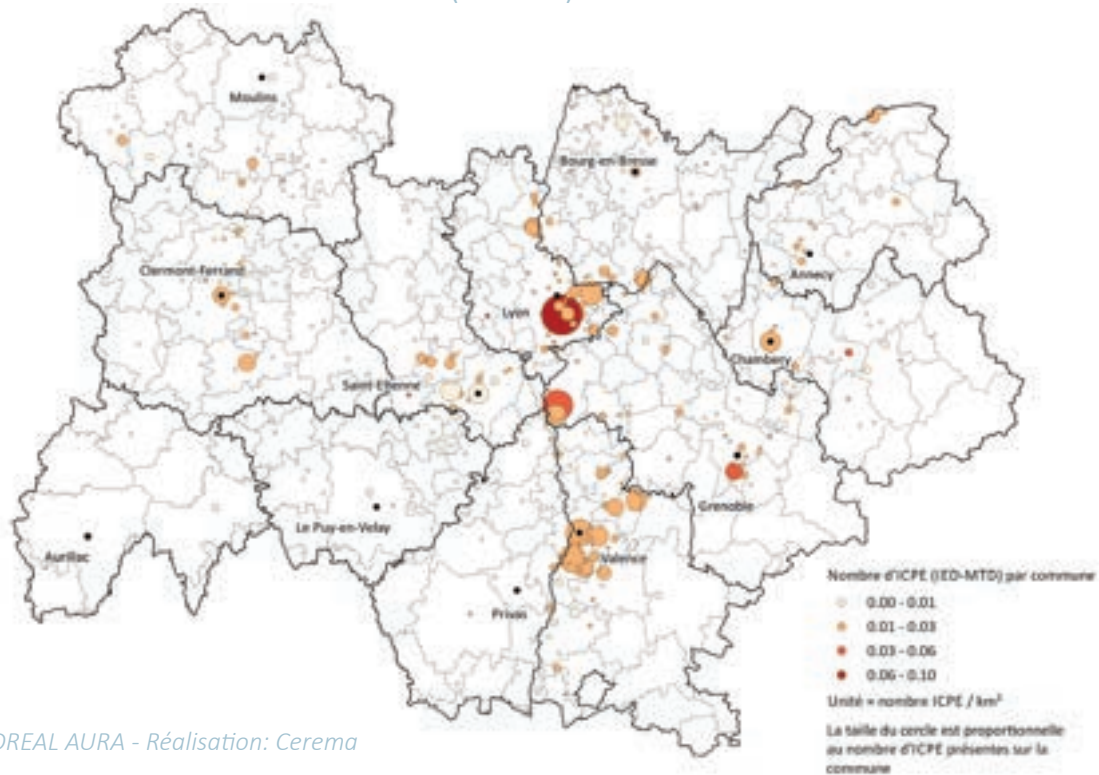 Moulins
Bourg-en-Bresse
Annecy
Clermont-Ferrand
Lyon
Chambéry
Saint-Etienne
Grenoble
Le Puy-en-Velay
Aurillac
Valence
Privas
Nombre d'ICPE (IED-MTD) par commune
0.00 - 0.01
0.01 - 0.03
0.03 - 0.06
0.06 - 0.10
Unité = nombre ICPE / km²
La taille du cercle est proportionnelle
au nombre d'ICPE présentes sur la
commune
DREAL AURA - Réalisation: Cerema